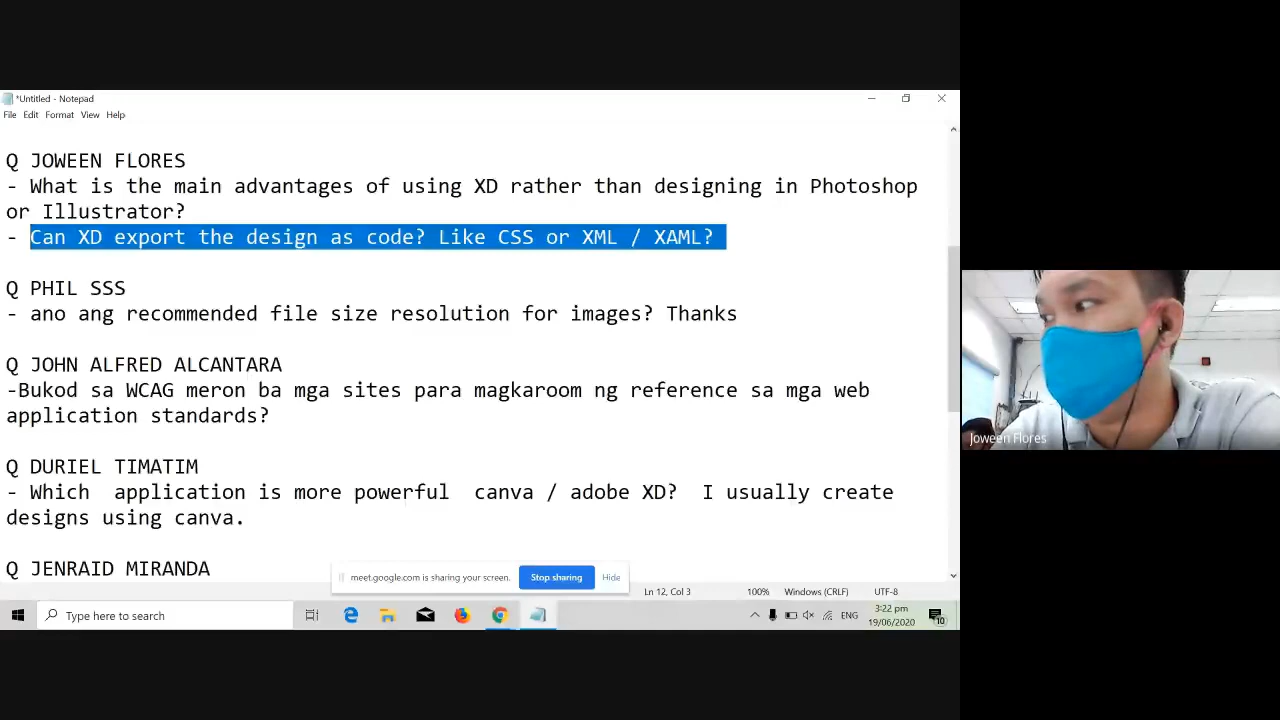 *Untitled - Notepad
File Edit Format View Help
Q JOWEEN FLORES
- What is the main advantages of using XD rather than designing in Photoshop
or Illustrator?
- Can XD export the design as code? Like CSS or XML / XAML?
Q PHIL SSS
- ano ang recommended file size resolution for images? Thanks
Q JOHN ALFRED ALCANTARA
-Bukod sa WCAG meron ba mga sites para magkaroom ng reference sa mga web
application standards?
Q DURIEL TIMATIM
- Which  application is more powerful  canva / adobe XD?  I usually create
designs using canva.
Q JENRAID MIRANDA
meet.google.com is sharing your screen. Stop sharing Hide
Ln 12, Col 3 100% Windows (CRLF) UTF-8
Type here to search
ENG
3:22 pm
19/06/2020
10
Joween Flores